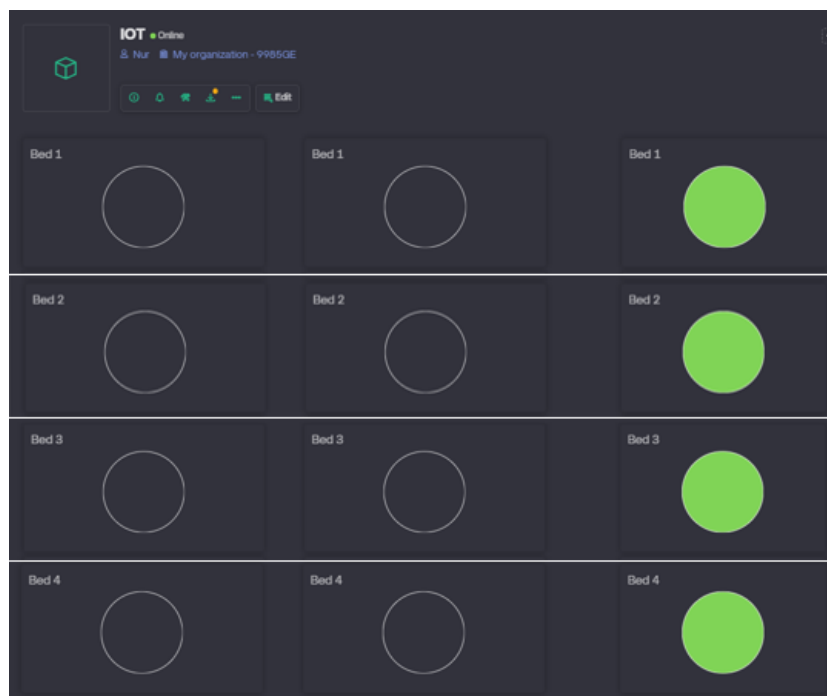 IOT Online
Nur My organization - 9985GE
Edit
Bed 1 Bed 1 Bed 1
Bed 2 Bed 2 Bed 2
Bed 3 Bed 3 Bed 3
Bed 4 Bed 4 Bed 4